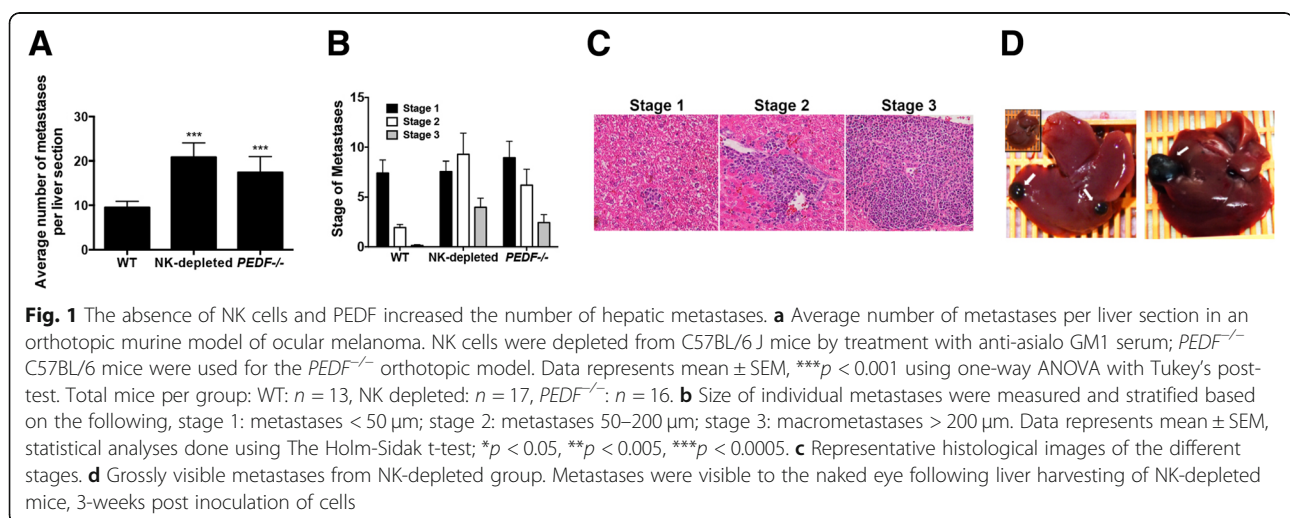 A
B
C
D
Average number of metastases
per liver section
30
20
10
0
***
***
WT NK-depleted PEDF-/-
Stage of Metastases
15
10
5
0
Stage 1
Stage 2
Stage 3
WT NK-depleted PEDF-/-
Stage 1 Stage 2 Stage 3
Fig. 1 The absence of NK cells and PEDF increased the number of hepatic metastases. a Average number of metastases per liver section in an
orthotopic murine model of ocular melanoma. NK cells were depleted from C57BL/6 J mice by treatment with anti-asialo GM1 serum; PEDF−/−
C57BL/6 mice were used for the PEDF−/− orthotopic model. Data represents mean ± SEM, ***p < 0.001 using one-way ANOVA with Tukey's post-
test. Total mice per group: WT: n = 13, NK depleted: n = 17, PEDF−/−: n = 16. b Size of individual metastases were measured and stratified based
on the following, stage 1: metastases < 50 μm; stage 2: metastases 50–200 μm; stage 3: macrometastases > 200 μm. Data represents mean ± SEM,
statistical analyses done using The Holm-Sidak t-test; *p < 0.05, **p < 0.005, ***p < 0.0005. c Representative histological images of the different
stages. d Grossly visible metastases from NK-depleted group. Metastases were visible to the naked eye following liver harvesting of NK-depleted
mice, 3-weeks post inoculation of cells